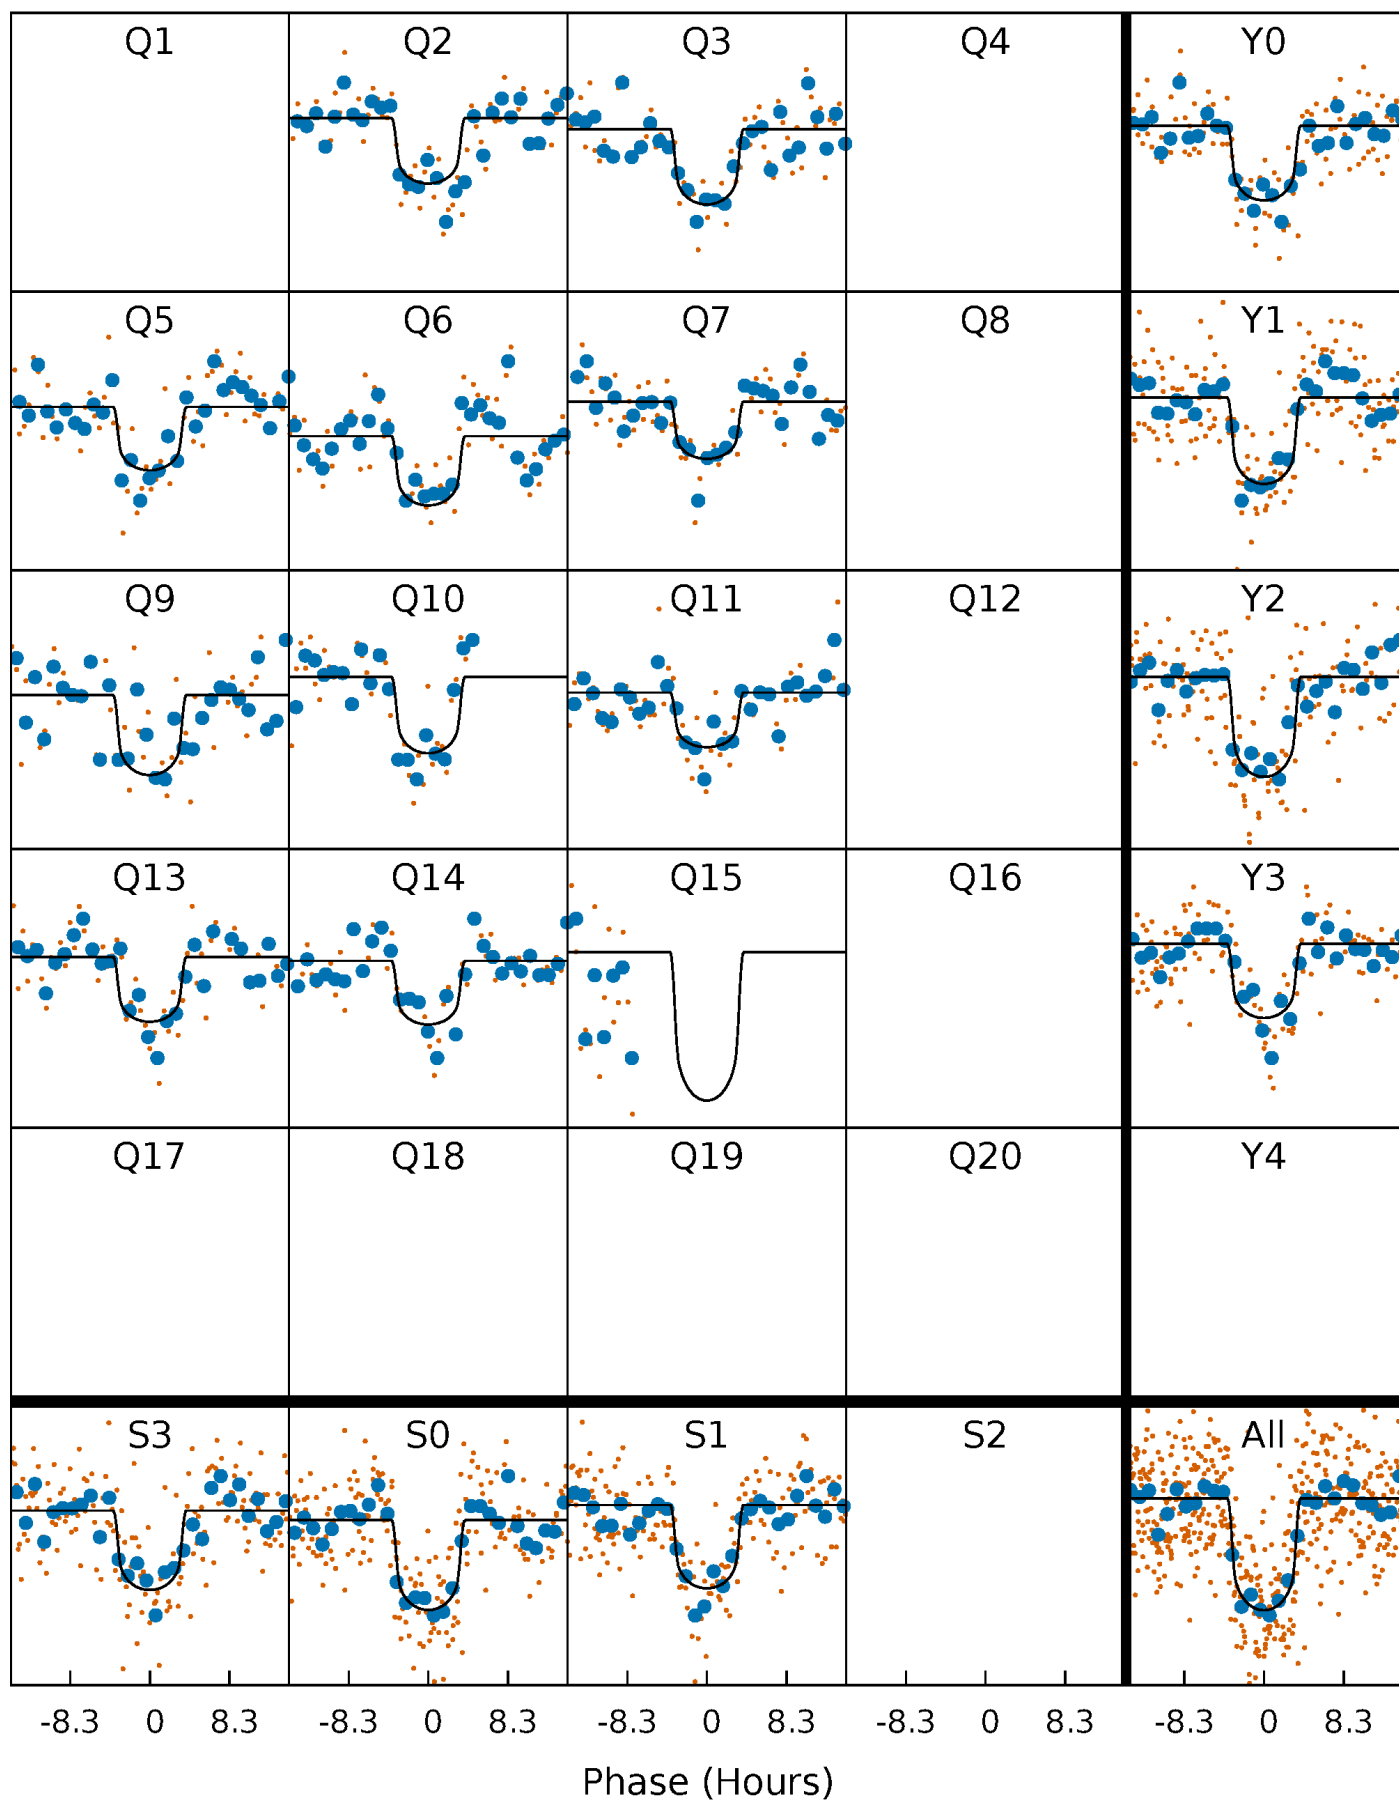 Q1 Q2 Q3 Q4 Y0
Q5 Q6 Q7 Q8 Y1
Q9 Q10 Q11 Q12 Y2
Q13 Q14 Q15 Q16 Y3
Q17 Q18 Q19 Q20 Y4
S3 S0 S1 S2 All
-8.3 0 8.3 -8.3 0 8.3 -8.3 0 8.3 -8.3 0 8.3 -8.3 0 8.3
Phase (Hours)